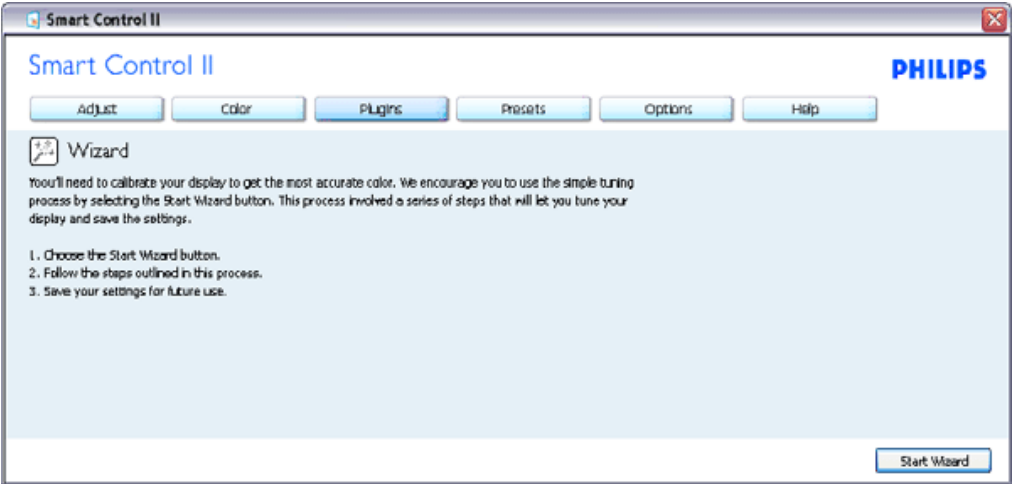 Smart Control II
Smart Control II
PHILIPS
Adjust Color Plugins Presets Options Help
Wizard
Yoou'll need to calibrate your display to get the most accurate color. We encourage you to use the simple tuning
process by selecting the Start Wizard button. This process involved a series of steps that will let you tune your
display and save the settings.
1. Choose the Start Wizard button.
2. Follow the steps outlined in this process.
3. Save your settings for future use.
Start Wizard